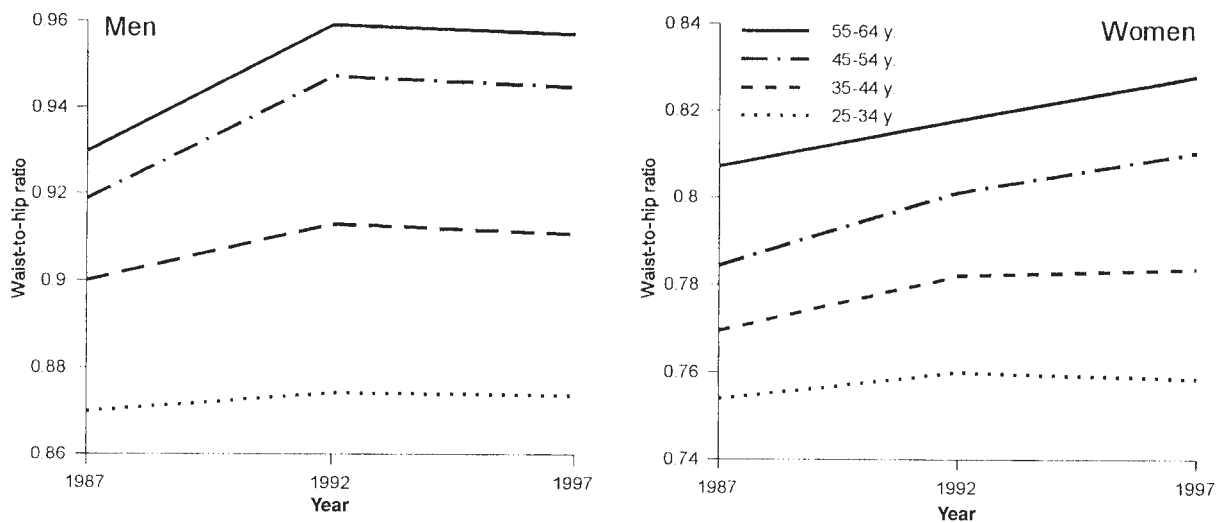 Men
0.96
0.94
0.92
0.9
0.88
0.86
Waist-to-hip ratio
1987
1992
1997
Year
Women
55-64 y.
45-54 y.
35-44 y.
25-34 y
0.84
0.82
0.8
0.78
0.76
0.74
Waist-to-hip ratio
1987
1992
1997
Year